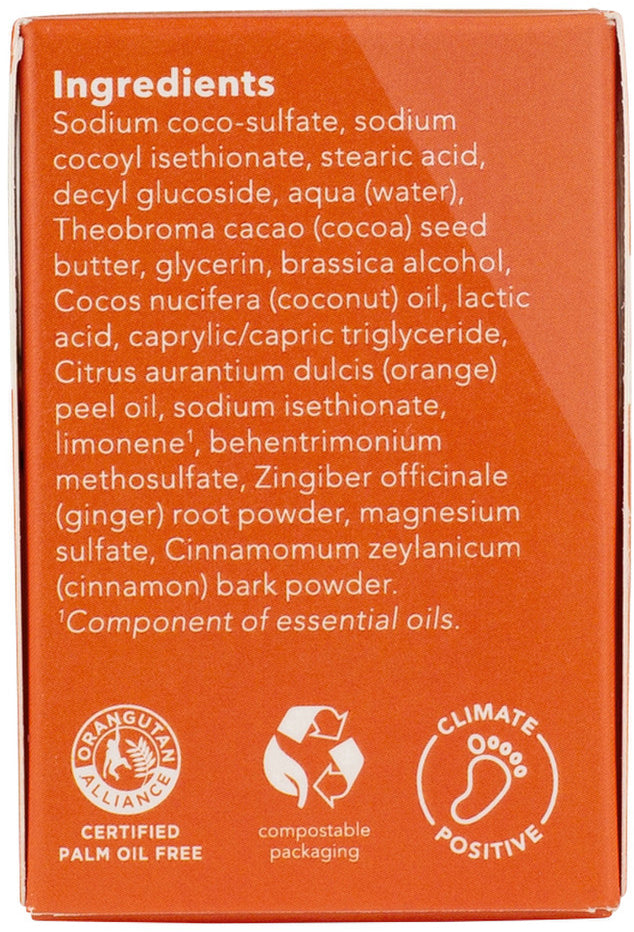 Ingredients
Sodium coco-sulfate, sodium
cocoyl isethionate, stearic acid,
decyl glucoside, aqua (water),
Theobroma cacao (cocoa) seed
butter, glycerin, brassica alcohol,
Cocos nucifera (coconut) oil, lactic
acid, caprylic/capric triglyceride,
Citrus aurantium dulcis (orange)
peel oil, sodium isethionate,
limonene¹, behentrimonium
methosulfate, Zingiber officinale
(ginger) root powder, magnesium
sulfate, Cinnamomum zeylanicum
(cinnamon) bark powder.
¹Component of essential oils.
ORANGUTAN
ALLIANCE
CERTIFIED
PALM OIL FREE
compostable
packaging
CLIMATE
POSITIVE